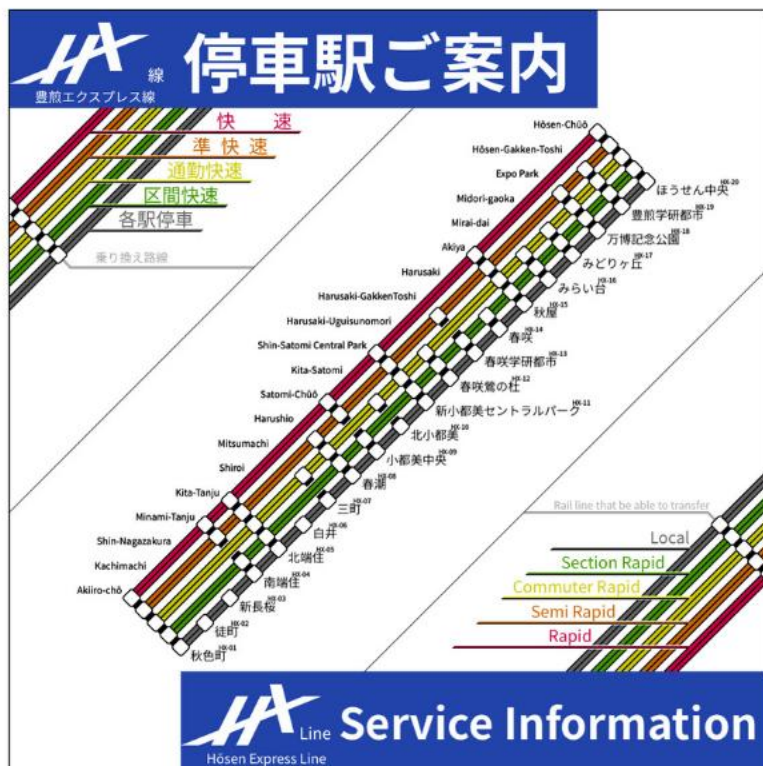 HX 線
豊煎エクスプレス線
停車駅ご案内
快速
準快速
通勤快速
区間快速
各駅停車
乗り換え路線
Hōsen-Chūō
Hōsen-Gakken-Toshi
Expo Park
Midori-gaoka
Mirai-dai
Akiya
Harusaki
Harusaki-GakkenToshi
Harusaki-Uguisunomori
Shin-Satomi Central Park
Kita-Satomi
Satomi-Chūō
Harushio
Mitsumachi
Shiroi
Kita-Tanju
Minami-Tanju
Shin-Nagazakura
Kachimachi
Akiiro-chō
ほうせん中央 HX-20
豊煎学研都市 HX-19
万博記念公園 HX-18
みどりヶ丘 HX-17
みらい台 HX-16
秋屋 HX-15
春咲 HX-14
春咲学研都市 HX-13
春咲鶯の杜 HX-12
新小都美セントラルパーク HX-11
北小都美 HX-10
小都美中央 HX-09
春潮 HX-08
三町 HX-07
白井 HX-06
北端住 HX-05
南端住 HX-04
新長桜 HX-03
徒町 HX-02
秋色町 HX-01
Rail line that be able to transfer
Local
Section Rapid
Commuter Rapid
Semi Rapid
Rapid
HX Line
Hōsen Express Line
Service Information